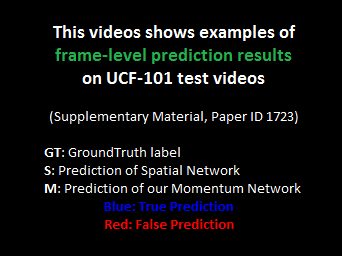 This videos shows examples of
frame-level prediction results
on UCF-101 test videos
(Supplementary Material, Paper ID 1723)
GT: GroundTruth label
S: Prediction of Spatial Network
M: Prediction of our Momentum Network
Blue: True Prediction
Red: False Prediction